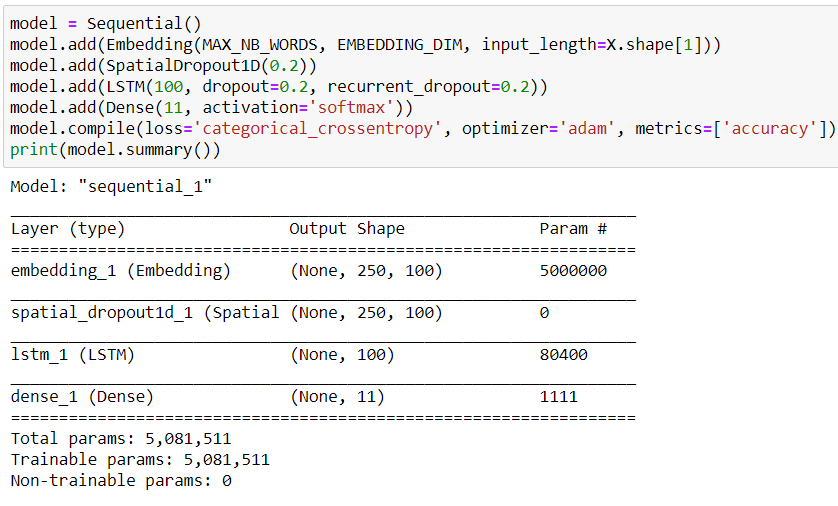 model = Sequential()
model.add(Embedding(MAX_NB_WORDS, EMBEDDING_DIM, input_length=X.shape[1]))
model.add(SpatialDropout1D(0.2))
model.add(LSTM(100, dropout=0.2, recurrent_dropout=0.2))
model.add(Dense(11, activation='softmax'))
model.compile(loss='categorical_crossentropy', optimizer='adam', metrics=['accuracy'])
print(model.summary())
Model: "sequential_1"
_________________________________________________________________
Layer (type)                 Output Shape              Param #
=================================================================
embedding_1 (Embedding)      (None, 250, 100)          5000000
_________________________________________________________________
spatial_dropout1d_1 (Spatial (None, 250, 100)          0
_________________________________________________________________
lstm_1 (LSTM)                (None, 100)               80400
_________________________________________________________________
dense_1 (Dense)              (None, 11)                1111
=================================================================
Total params: 5,081,511
Trainable params: 5,081,511
Non-trainable params: 0